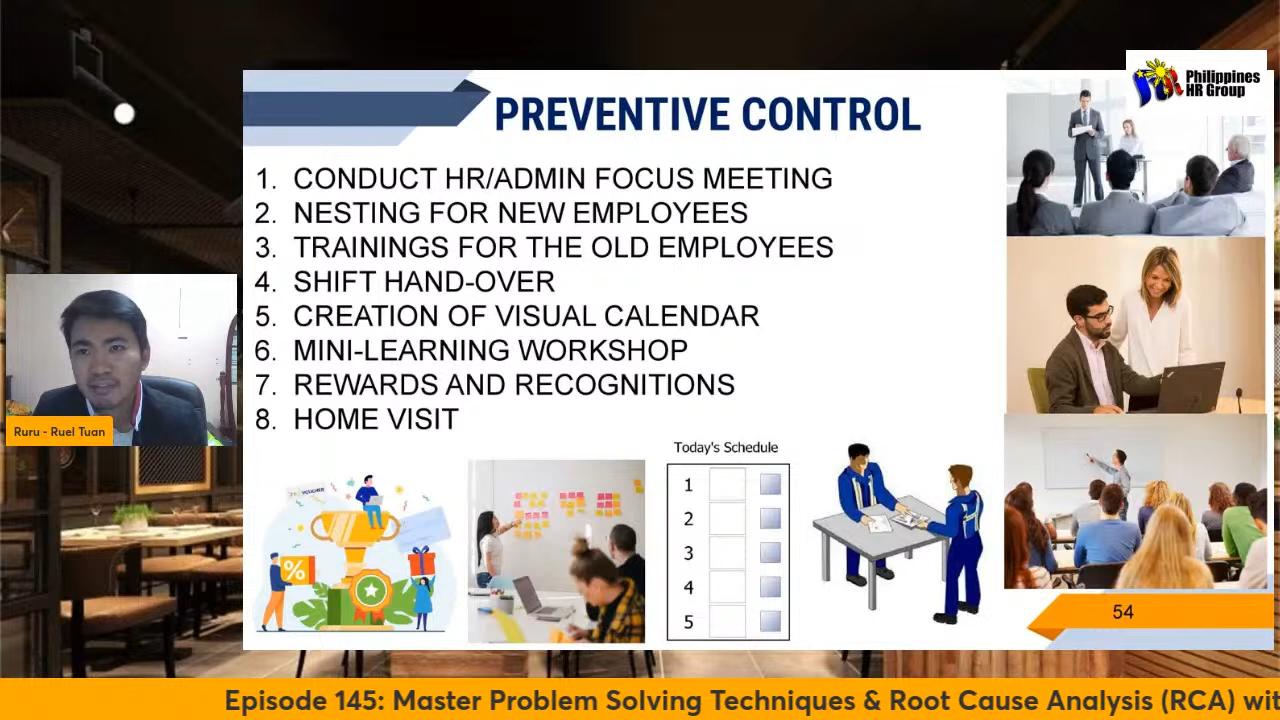 Philippines
HR Group
PREVENTIVE CONTROL
1. CONDUCT HR/ADMIN FOCUS MEETING
2. NESTING FOR NEW EMPLOYEES
3. TRAININGS FOR THE OLD EMPLOYEES
4. SHIFT HAND-OVER
5. CREATION OF VISUAL CALENDAR
6. MINI-LEARNING WORKSHOP
7. REWARDS AND RECOGNITIONS
8. HOME VISIT
Ruru - Ruel Tuan
Today's Schedule
1
2
3
4
5
VOUCHER
%
54
Episode 145: Master Problem Solving Techniques & Root Cause Analysis (RCA) wit